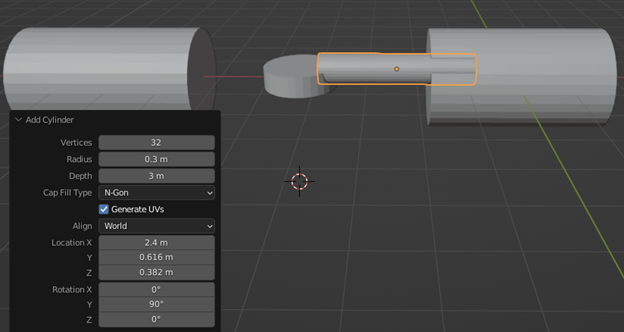 Add Cylinder
Vertices 32
Radius 0.3 m
Depth 3 m
Cap Fill Type N-Gon
Generate UVs
Align World
Location X 2.4 m
Y 0.616 m
Z 0.382 m
Rotation X 0°
Y 90°
Z 0°